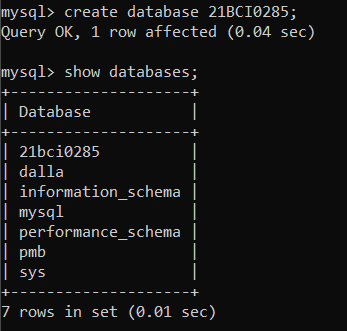 mysql> create database 21BCI0285;
Query OK, 1 row affected (0.04 sec)
mysql> show databases;
+--------------------+
| Database           |
+--------------------+
| 21bci0285          |
| dalla              |
| information_schema |
| mysql              |
| performance_schema |
| pmb                |
| sys                |
+--------------------+
7 rows in set (0.01 sec)